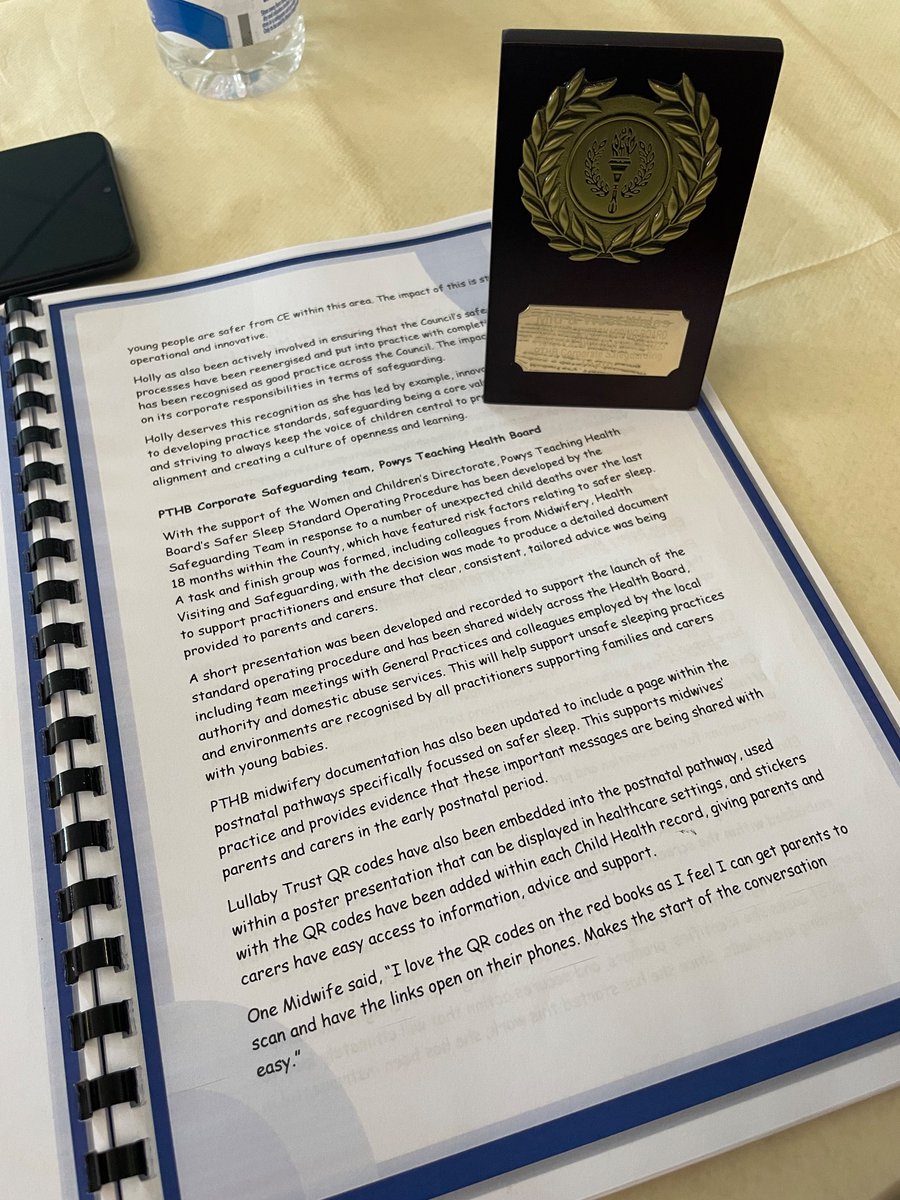 young people are safer from CE within this area. The impact of this is st
operational and innovative.
Holly as also been actively involved in ensuring that the Council's safe
processes have been reenergised and put into practice with complet
has been recognised as good practice across the Council. The impac
on its corporate responsibilities in terms of safeguarding.
Holly deserves this recognition as she has led by example, innova
to developing practice standards, safeguarding being a core val
and striving to always keep the voice of children central to pr
alignment and creating a culture of openness and learning.
PTHB Corporate Safeguarding team, Powys Teaching Health Board
With the support of the Women and Children's Directorate, Powys Teaching Health
Board's Safer Sleep Standard Operating Procedure has been developed by the
Safeguarding Team in response to a number of unexpected child deaths over the last
18 months within the County, which have featured risk factors relating to safer sleep.
A task and finish group was formed, including colleagues from Midwifery, Health
Visiting and Safeguarding, with the decision was made to produce a detailed document
to support practitioners and ensure that clear, consistent, tailored advice was being
provided to parents and carers.
A short presentation was been developed and recorded to support the launch of the
standard operating procedure and has been shared widely across the Health Board,
including team meetings with General Practices and colleagues employed by the local
authority and domestic abuse services. This will help support unsafe sleeping practices
and environments are recognised by all practitioners supporting families and carers
with young babies.
PTHB midwifery documentation has also been updated to include a page within the
postnatal pathways specifically focussed on safer sleep. This supports midwives'
practice and provides evidence that these important messages are being shared with
parents and carers in the early postnatal period.
Lullaby Trust QR codes have also been embedded into the postnatal pathway, used
within a poster presentation that can be displayed in healthcare settings, and stickers
with the QR codes have been added within each Child Health record, giving parents and
carers have easy access to information, advice and support.
One Midwife said, "I love the QR codes on the red books as I feel I can get parents to
scan and have the links open on their phones. Makes the start of the conversation
easy."